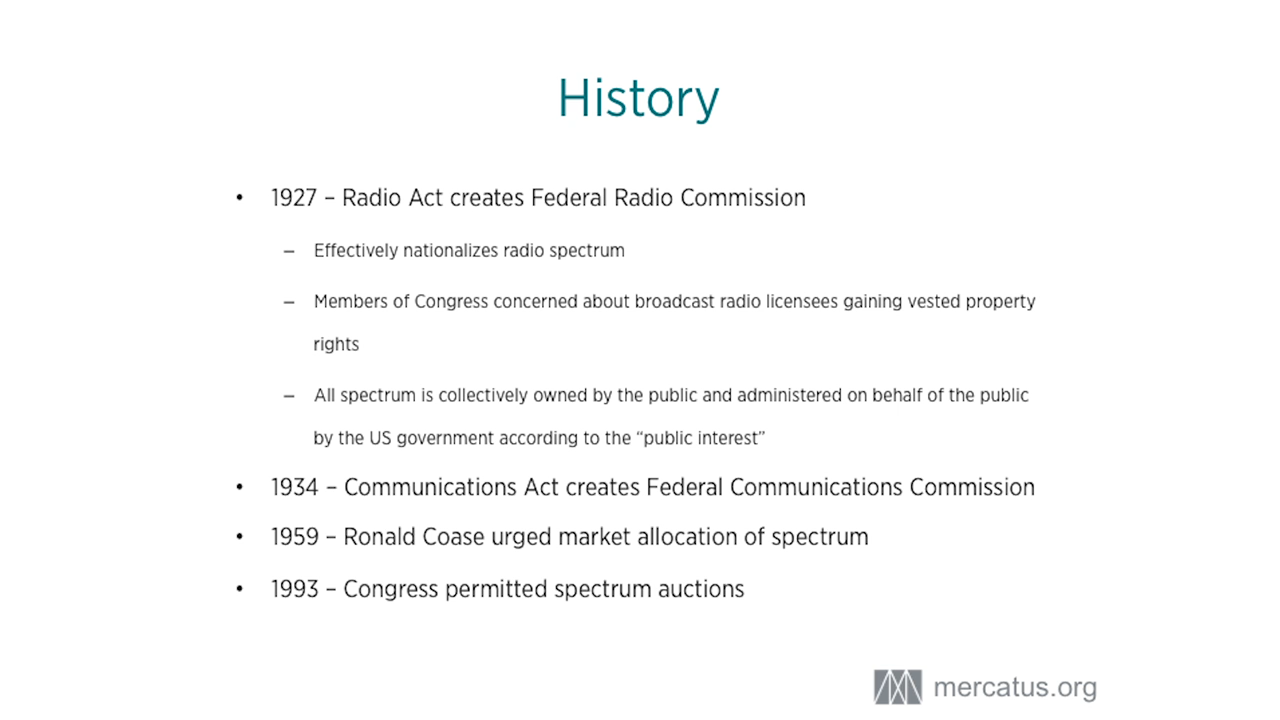 History
• 1927 – Radio Act creates Federal Radio Commission
– Effectively nationalizes radio spectrum
– Members of Congress concerned about broadcast radio licensees gaining vested property
rights
– All spectrum is collectively owned by the public and administered on behalf of the public
by the US government according to the “public interest”
• 1934 – Communications Act creates Federal Communications Commission
• 1959 – Ronald Coase urged market allocation of spectrum
• 1993 – Congress permitted spectrum auctions
mercatus.org